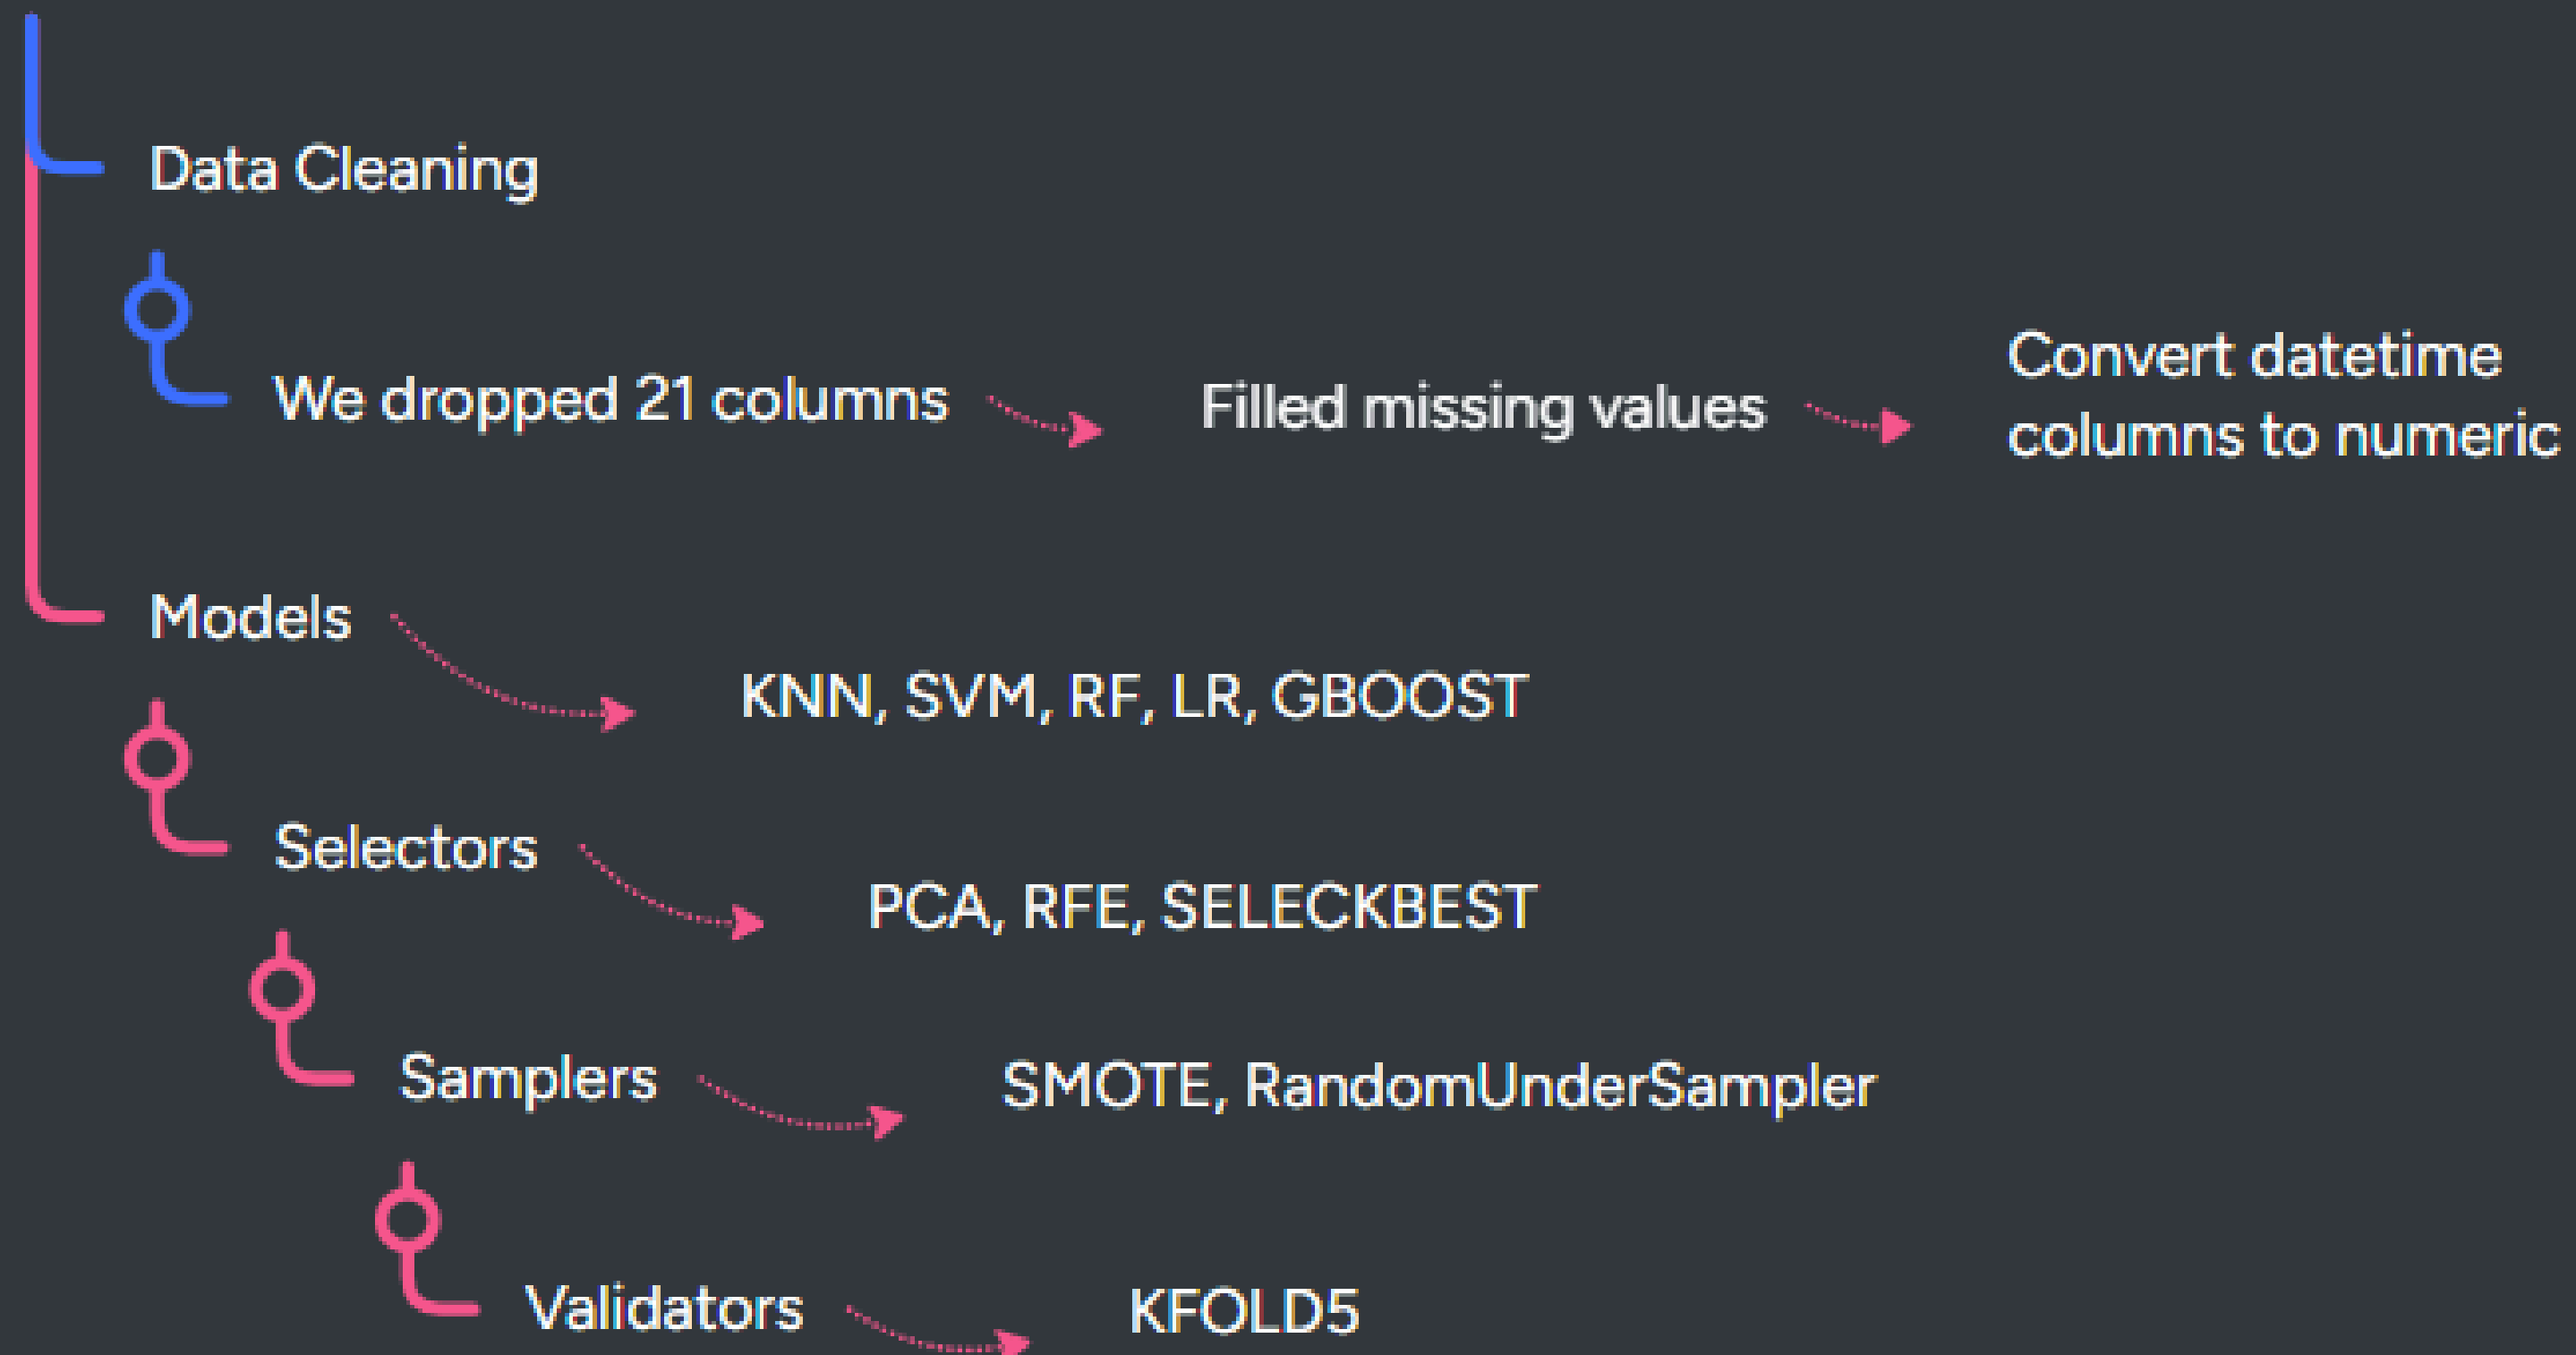 Data Cleaning
We dropped 21 columns
Filled missing values
Convert datetime
columns to numeric
Models
KNN, SVM, RF, LR, GBOOST
Selectors
PCA, RFE, SELECKBEST
Samplers
SMOTE, RandomUnderSampler
Validators
KFOLD5